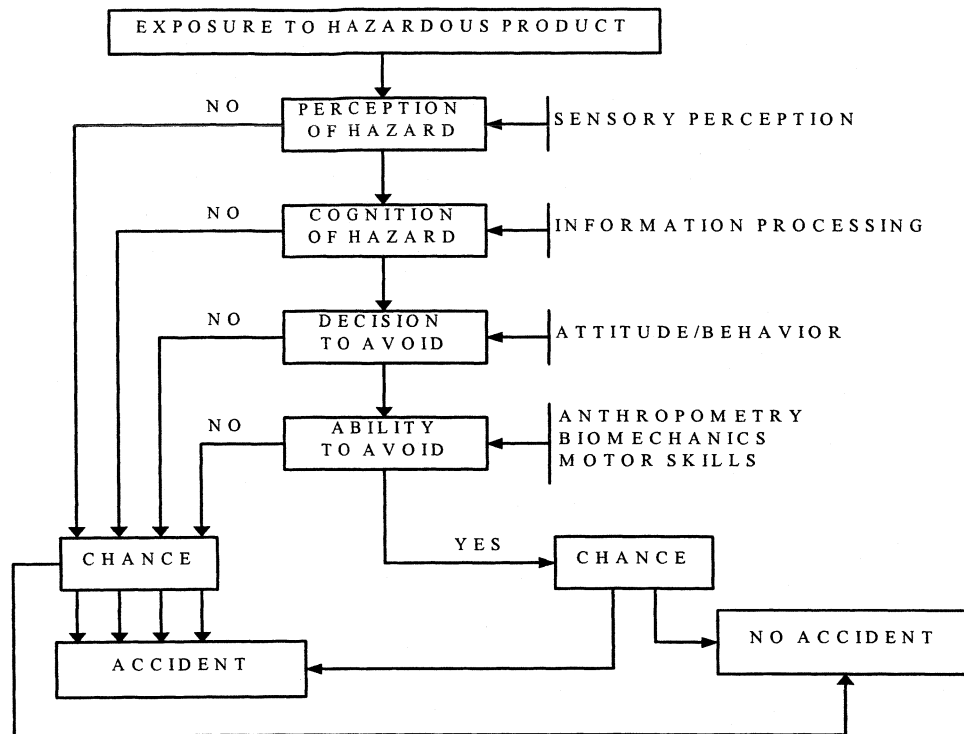 EXPOSURE TO HAZARDOUS PRODUCT
NO
PERCEPTION
OF HAZARD
SENSORY PERCEPTION
NO
COGNITION
OF HAZARD
INFORMATION PROCESSING
NO
DECISION
TO AVOID
ATTITUDE/BEHAVIOR
NO
ABILITY
TO AVOID
ANTHROPOMETRY
BIOMECHANICS
MOTOR SKILLS
CHANCE
YES
CHANCE
ACCIDENT
NO ACCIDENT